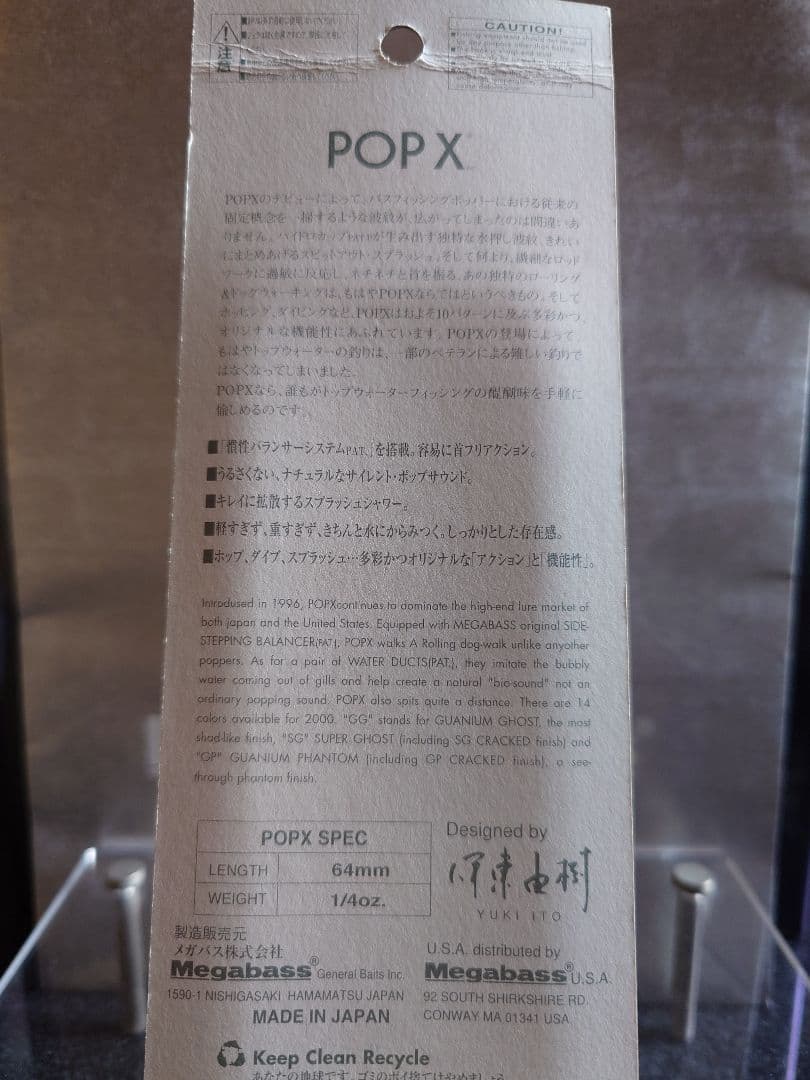 注意
CAUTION!
POP X
POPXのデビューによって、バスフィッシングポッパーにおける従来の
固定概念を一掃するような波紋が、広がってしまったのは間違いあ
りません。ハイドロカップ(PAT.)が生み出す独特な水押し波紋、きれい
にまとめあげるスピットアウト・スプラッシュ。そして何より、繊細なロッド
ワークに過敏に反応し、ネチネチと首を振る、あの独特のローリング
&ドッグウォーキングは、もはやPOPXならではというべきもの。そして
ホッピング、ダイビングなど、POPXはおよそ10パターンに及ぶ多彩かつ、
オリジナルな機能性にあふれています。POPXの登場によって
もはやトップウォーターの釣りは、一部のベテランによる難しい釣りで
はなくなってしまいました。
POPXなら、誰もがトップウォーターフィッシングの醍醐味を手軽に
愉しめるのです。
■「慣性バランサーシステムPAT.」を搭載。容易に首フリアクション。
■うるさくない、ナチュラルなサイレント・ポップサウンド。
■キレイに拡散するスプラッシュシャワー。
■軽すぎず、重すぎず、きちんと水にからみつく。しっかりとした存在感。
■ホップ、ダイブ、スプラッシュ…多彩かつオリジナルな「アクション」と「機能性」。
Introdused in 1996, POPXcontinues to dominate the high-end lure market of
both japan and the United States. Equipped with MEGABASS original SIDE-
STEPPING BALANCER(PAT.), POPX walks A Rolling dog-walk unlike anyother
poppers. As for a pair of WATER DUCTS(PAT.), they imitate the bubbly
water coming out of gills and help create a natural "bio-sound" not an
ordinary popping sound. POPX also spits quite a distance. There are 14
colors available for 2000. "GG" stands for GUANIUM GHOST, the most
shad-like finish, "SG" SUPER GHOST (including SG CRACKED finish) and
"GP" GUANIUM PHANTOM (including GP CRACKED finish), a see-
through phantom finish.
POPX SPEC
LENGTH 64mm
WEIGHT 1/4oz.
Designed by
伊東由樹
YUKI ITO
製造販売元
メガバス株式会社
Megabass® General Baits Inc.
1590-1 NISHIGASAKI HAMAMATSU JAPAN
MADE IN JAPAN
U.S.A. distributed by
Megabass® U.S.A.
92 SOUTH SHIRKSHIRE RD.
CONWAY MA 01341 USA
Keep Clean Recycle
あなたの地球です。ゴミのポイ捨てはやめましょう。